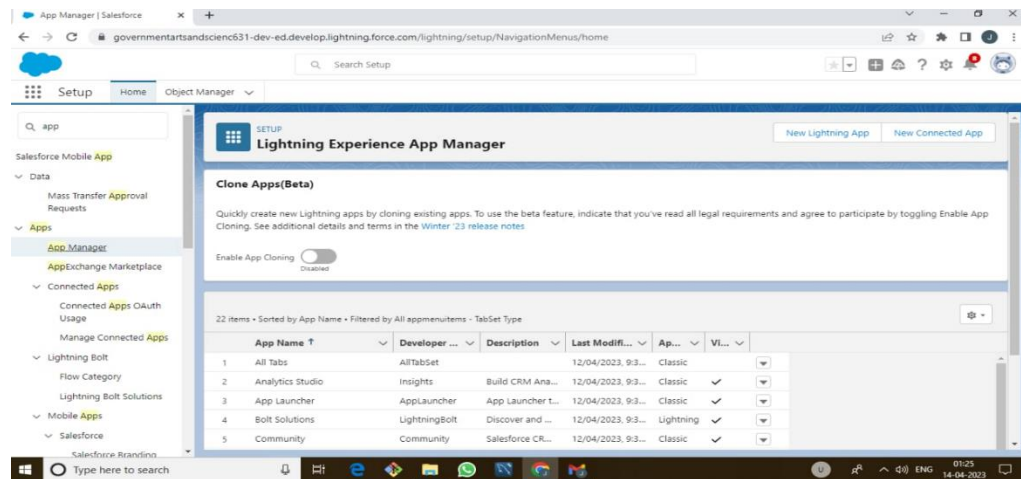 App Manager | Salesforce
governmentartsandscienc631-dev-ed.develop.lightning.force.com/lightning/setup/NavigationMenus/home
J
Search Setup
8
Setup
Home
Object Manager
app
Salesforce Mobile App
Data
Mass Transfer Approval
Requests
Apps
App Manager
AppExchange Marketplace
Connected Apps
Connected Apps OAuth
Usage
Manage Connected Apps
Lightning Bolt
Flow Category
Lightning Bolt Solutions
Mobile Apps
Salesforce
Salesforce Branding
SETUP
Lightning Experience App Manager
New Lightning App
New Connected App
Clone Apps(Beta)
Quickly create new Lightning apps by cloning existing apps. To use the beta feature, indicate that you've read all legal requirements and agree to participate by toggling Enable App
Cloning. See additional details and terms in the Winter '23 release notes
Enable App Cloning
Disabled
22 items • Sorted by App Name • Filtered by All appmenuitems - TabSet Type
App Name ↑ Developer ... Description Last Modifi... Ap... Vi...
1 All Tabs AllTabSet 12/04/2023, 9:3... Classic
2 Analytics Studio Insights Build CRM Ana... 12/04/2023, 9:3... Classic ✓
3 App Launcher AppLauncher App Launcher t... 12/04/2023, 9:3... Classic ✓
4 Bolt Solutions LightningBolt Discover and ... 12/04/2023, 9:3... Lightning ✓
5 Community Community Salesforce CR... 12/04/2023, 9:3... Classic ✓
Type here to search
U
ENG
01:25
14-04-2023